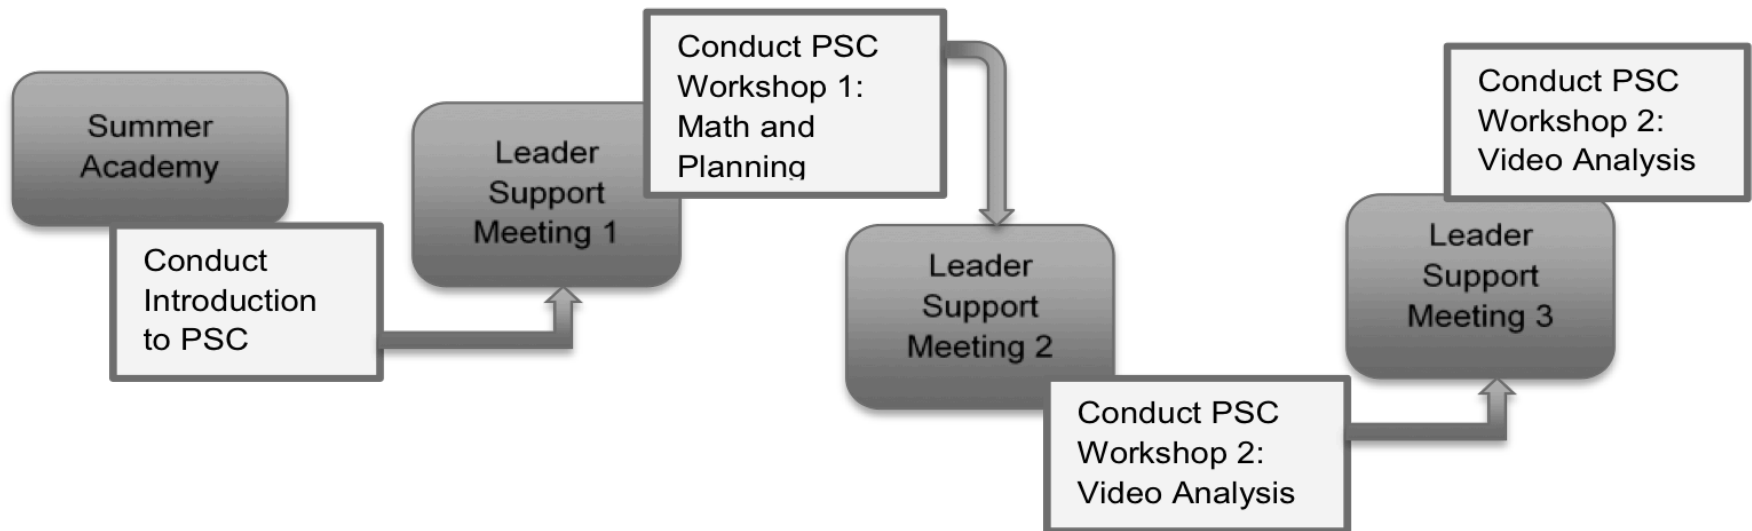 Summer
Academy
Conduct
Introduction
to PSC
Leader
Support
Meeting 1
Conduct PSC
Workshop 1:
Math and
Planning
Leader
Support
Meeting 2
Conduct PSC
Workshop 2:
Video Analysis
Leader
Support
Meeting 3
Conduct PSC
Workshop 2:
Video Analysis